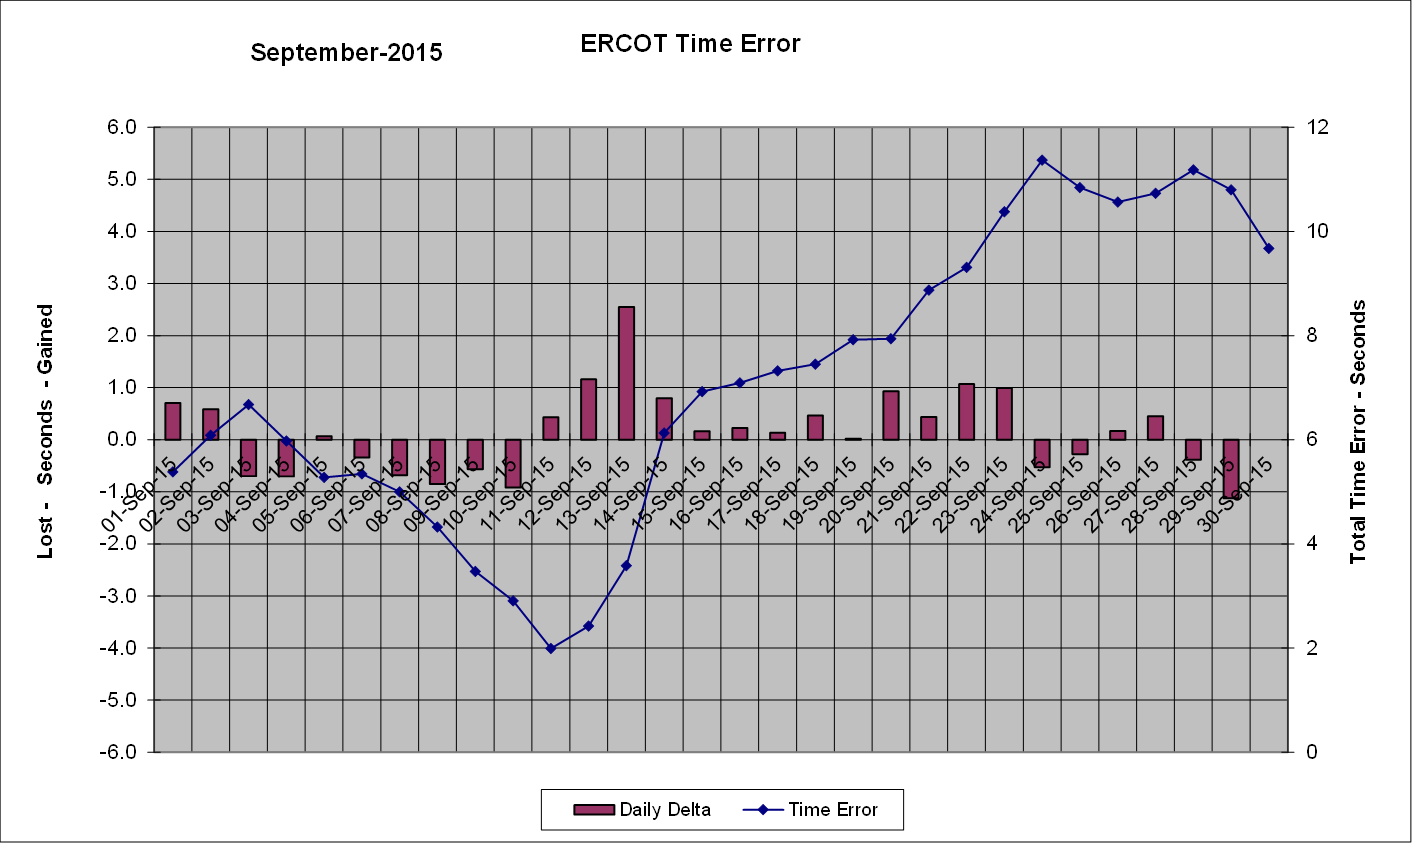 September-2015
ERCOT Time Error
6.0
5.0
4.0
3.0
2.0
1.0
0.0
-1.0
-2.0
-3.0
-4.0
-5.0
-6.0
Lost - Seconds - Gained
01-Sep-15
02-Sep-15
03-Sep-15
04-Sep-15
05-Sep-15
06-Sep-15
07-Sep-15
08-Sep-15
09-Sep-15
10-Sep-15
11-Sep-15
12-Sep-15
13-Sep-15
14-Sep-15
15-Sep-15
16-Sep-15
17-Sep-15
18-Sep-15
19-Sep-15
20-Sep-15
21-Sep-15
22-Sep-15
23-Sep-15
24-Sep-15
25-Sep-15
26-Sep-15
27-Sep-15
28-Sep-15
29-Sep-15
30-Sep-15
12
10
8
6
4
2
0
Total Time Error - Seconds
Daily Delta
Time Error